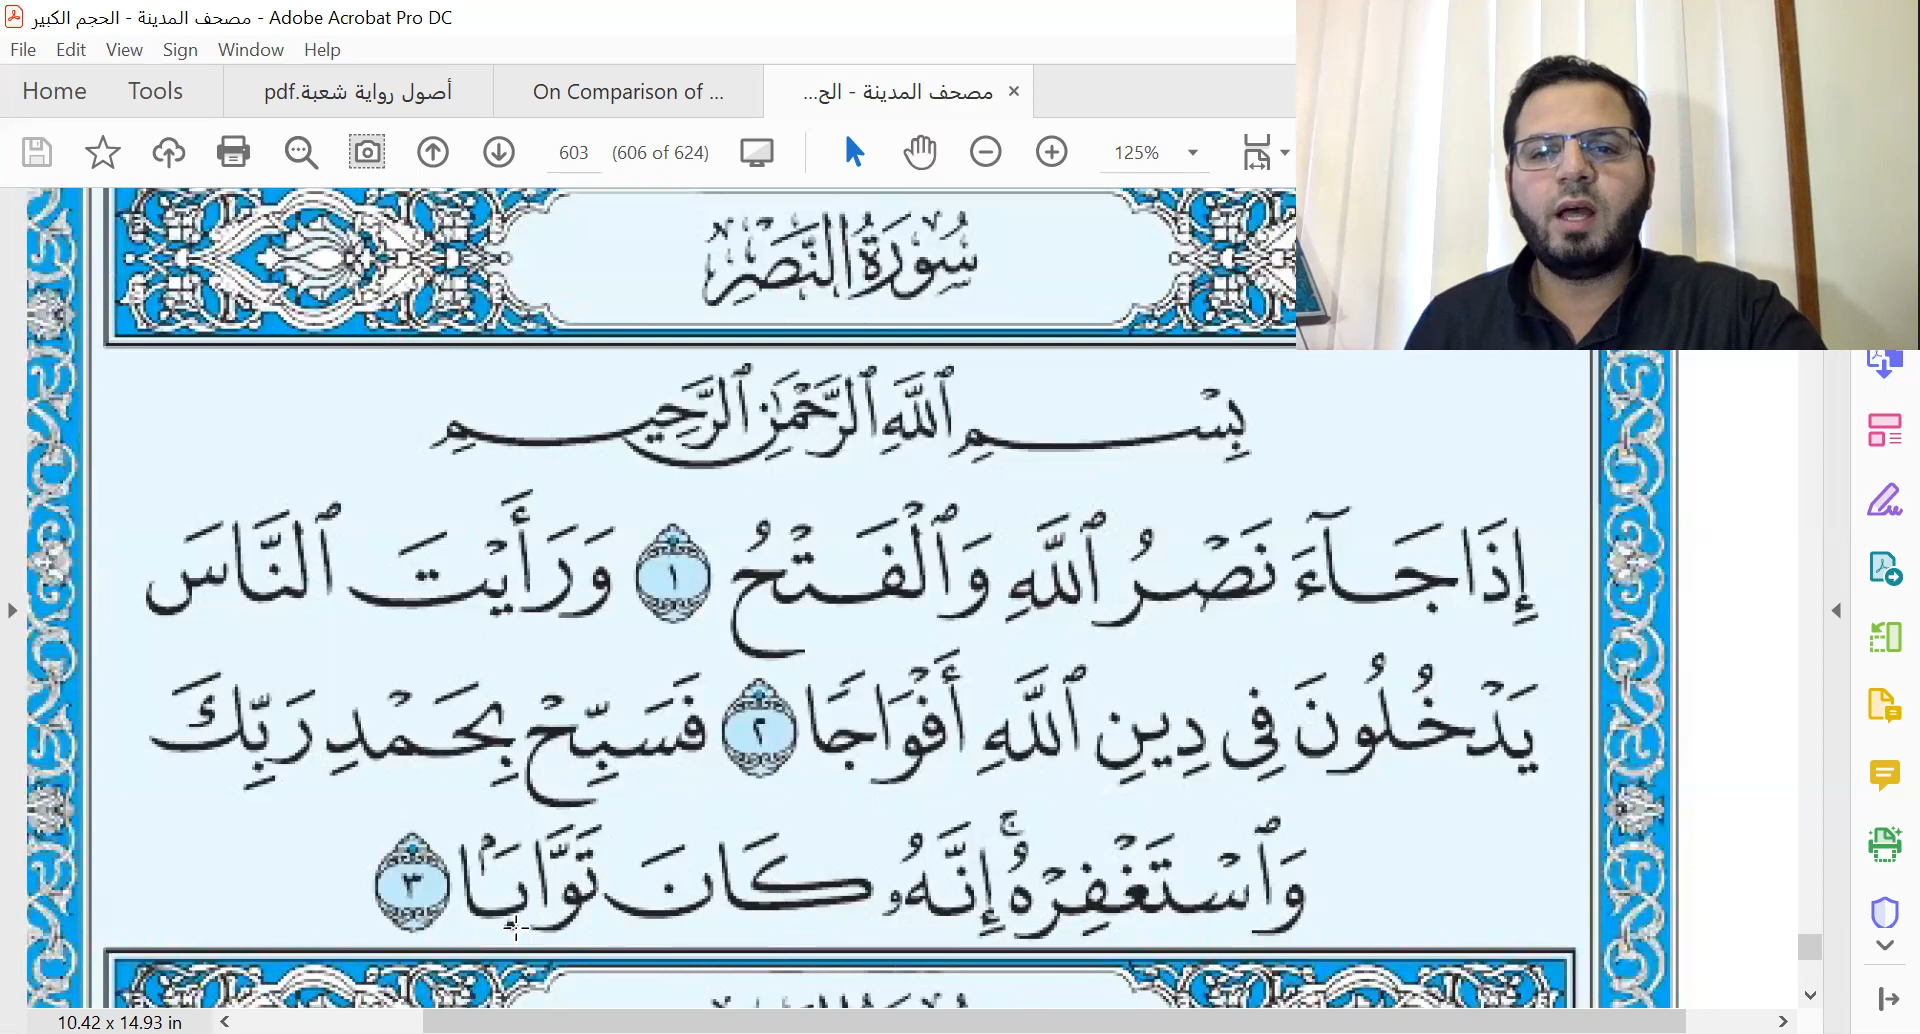 مصحف المدينة - الحجم الكبير - Adobe Acrobat Pro DC
File Edit View Sign Window Help
Home Tools أصول رواية شعبة.pdf On Comparison of ... مصحف المدينة - الح... ×
603 (606 of 624) 125%
سُورَةُ النَّصۡرِ
بِسۡمِ ٱللَّهِ ٱلرَّحۡمَٰنِ ٱلرَّحِيمِ
إِذَا جَآءَ نَصۡرُ ٱللَّهِ وَٱلۡفَتۡحُ ١ وَرَأَيۡتَ ٱلنَّاسَ
يَدۡخُلُونَ فِي دِينِ ٱللَّهِ أَفۡوَاجٗا ٢ فَسَبِّحۡ بِحَمۡدِ رَبِّكَ
وَٱسۡتَغۡفِرۡهُۚ إِنَّهُۥ كَانَ تَوَّابَۢا ٣
10.42 x 14.93 in